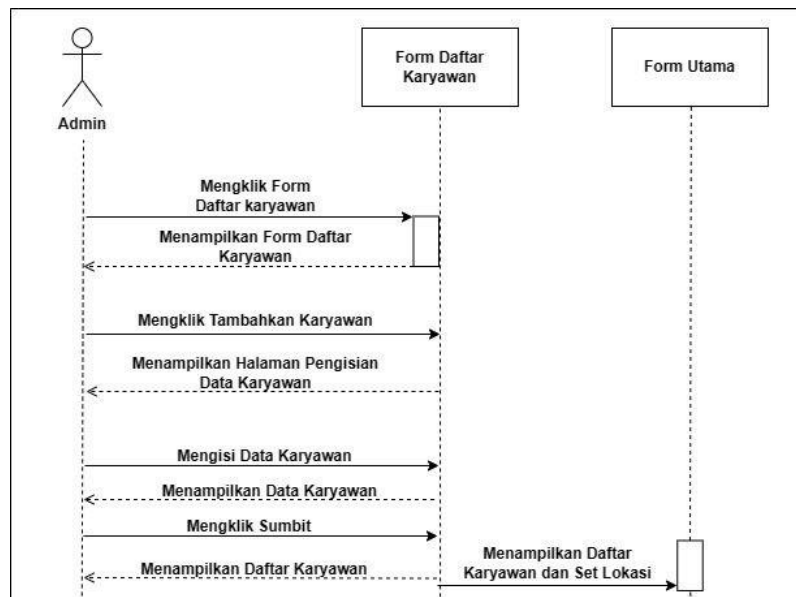 Form Daftar
Karyawan
Form Utama
Admin
Mengklik Form
Daftar karyawan
Menampilkan Form Daftar
Karyawan
Mengklik Tambahkan Karyawan
Menampilkan Halaman Pengisian
Data Karyawan
Mengisi Data Karyawan
Menampilkan Data Karyawan
Mengklik Sumbit
Menampilkan Daftar Karyawan
Menampilkan Daftar
Karyawan dan Set Lokasi